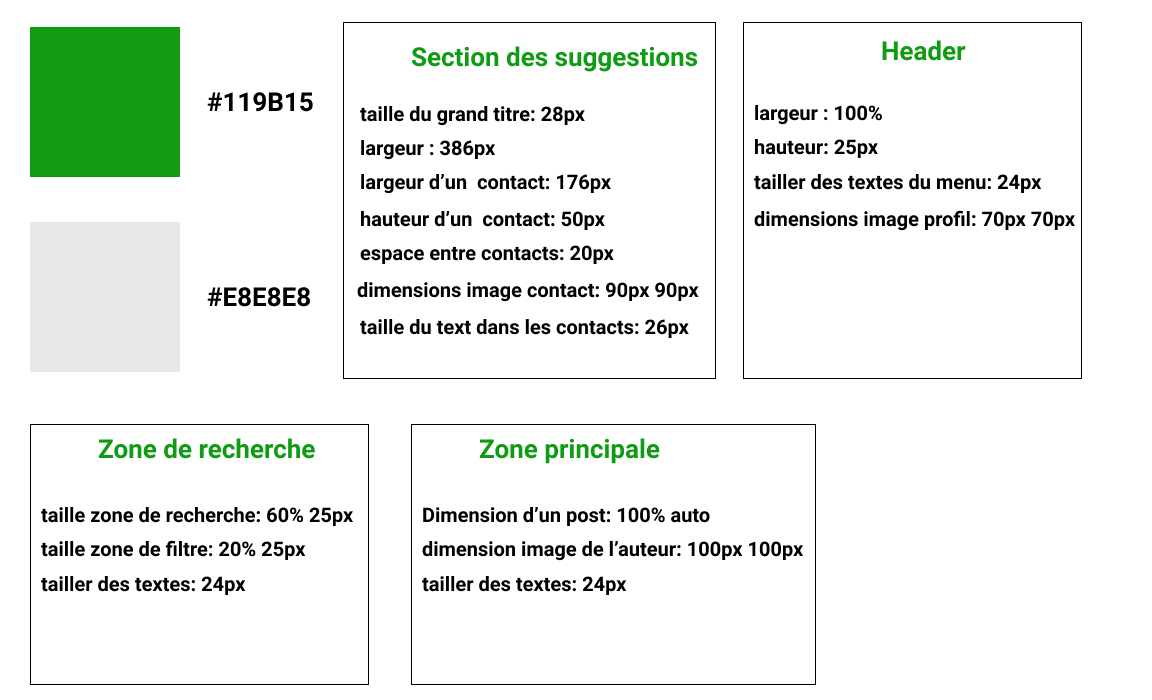 #119B15
#E8E8E8
Section des suggestions
taille du grand titre: 28px
largeur : 386px
largeur d’un  contact: 176px
hauteur d’un  contact: 50px
espace entre contacts: 20px
dimensions image contact: 90px 90px
taille du text dans les contacts: 26px
Header
largeur : 100%
hauteur: 25px
tailler des textes du menu: 24px
dimensions image profil: 70px 70px
Zone de recherche
taille zone de recherche: 60% 25px
taille zone de filtre: 20% 25px
tailler des textes: 24px
Zone principale
Dimension d’un post: 100% auto
dimension image de l’auteur: 100px 100px
tailler des textes: 24px